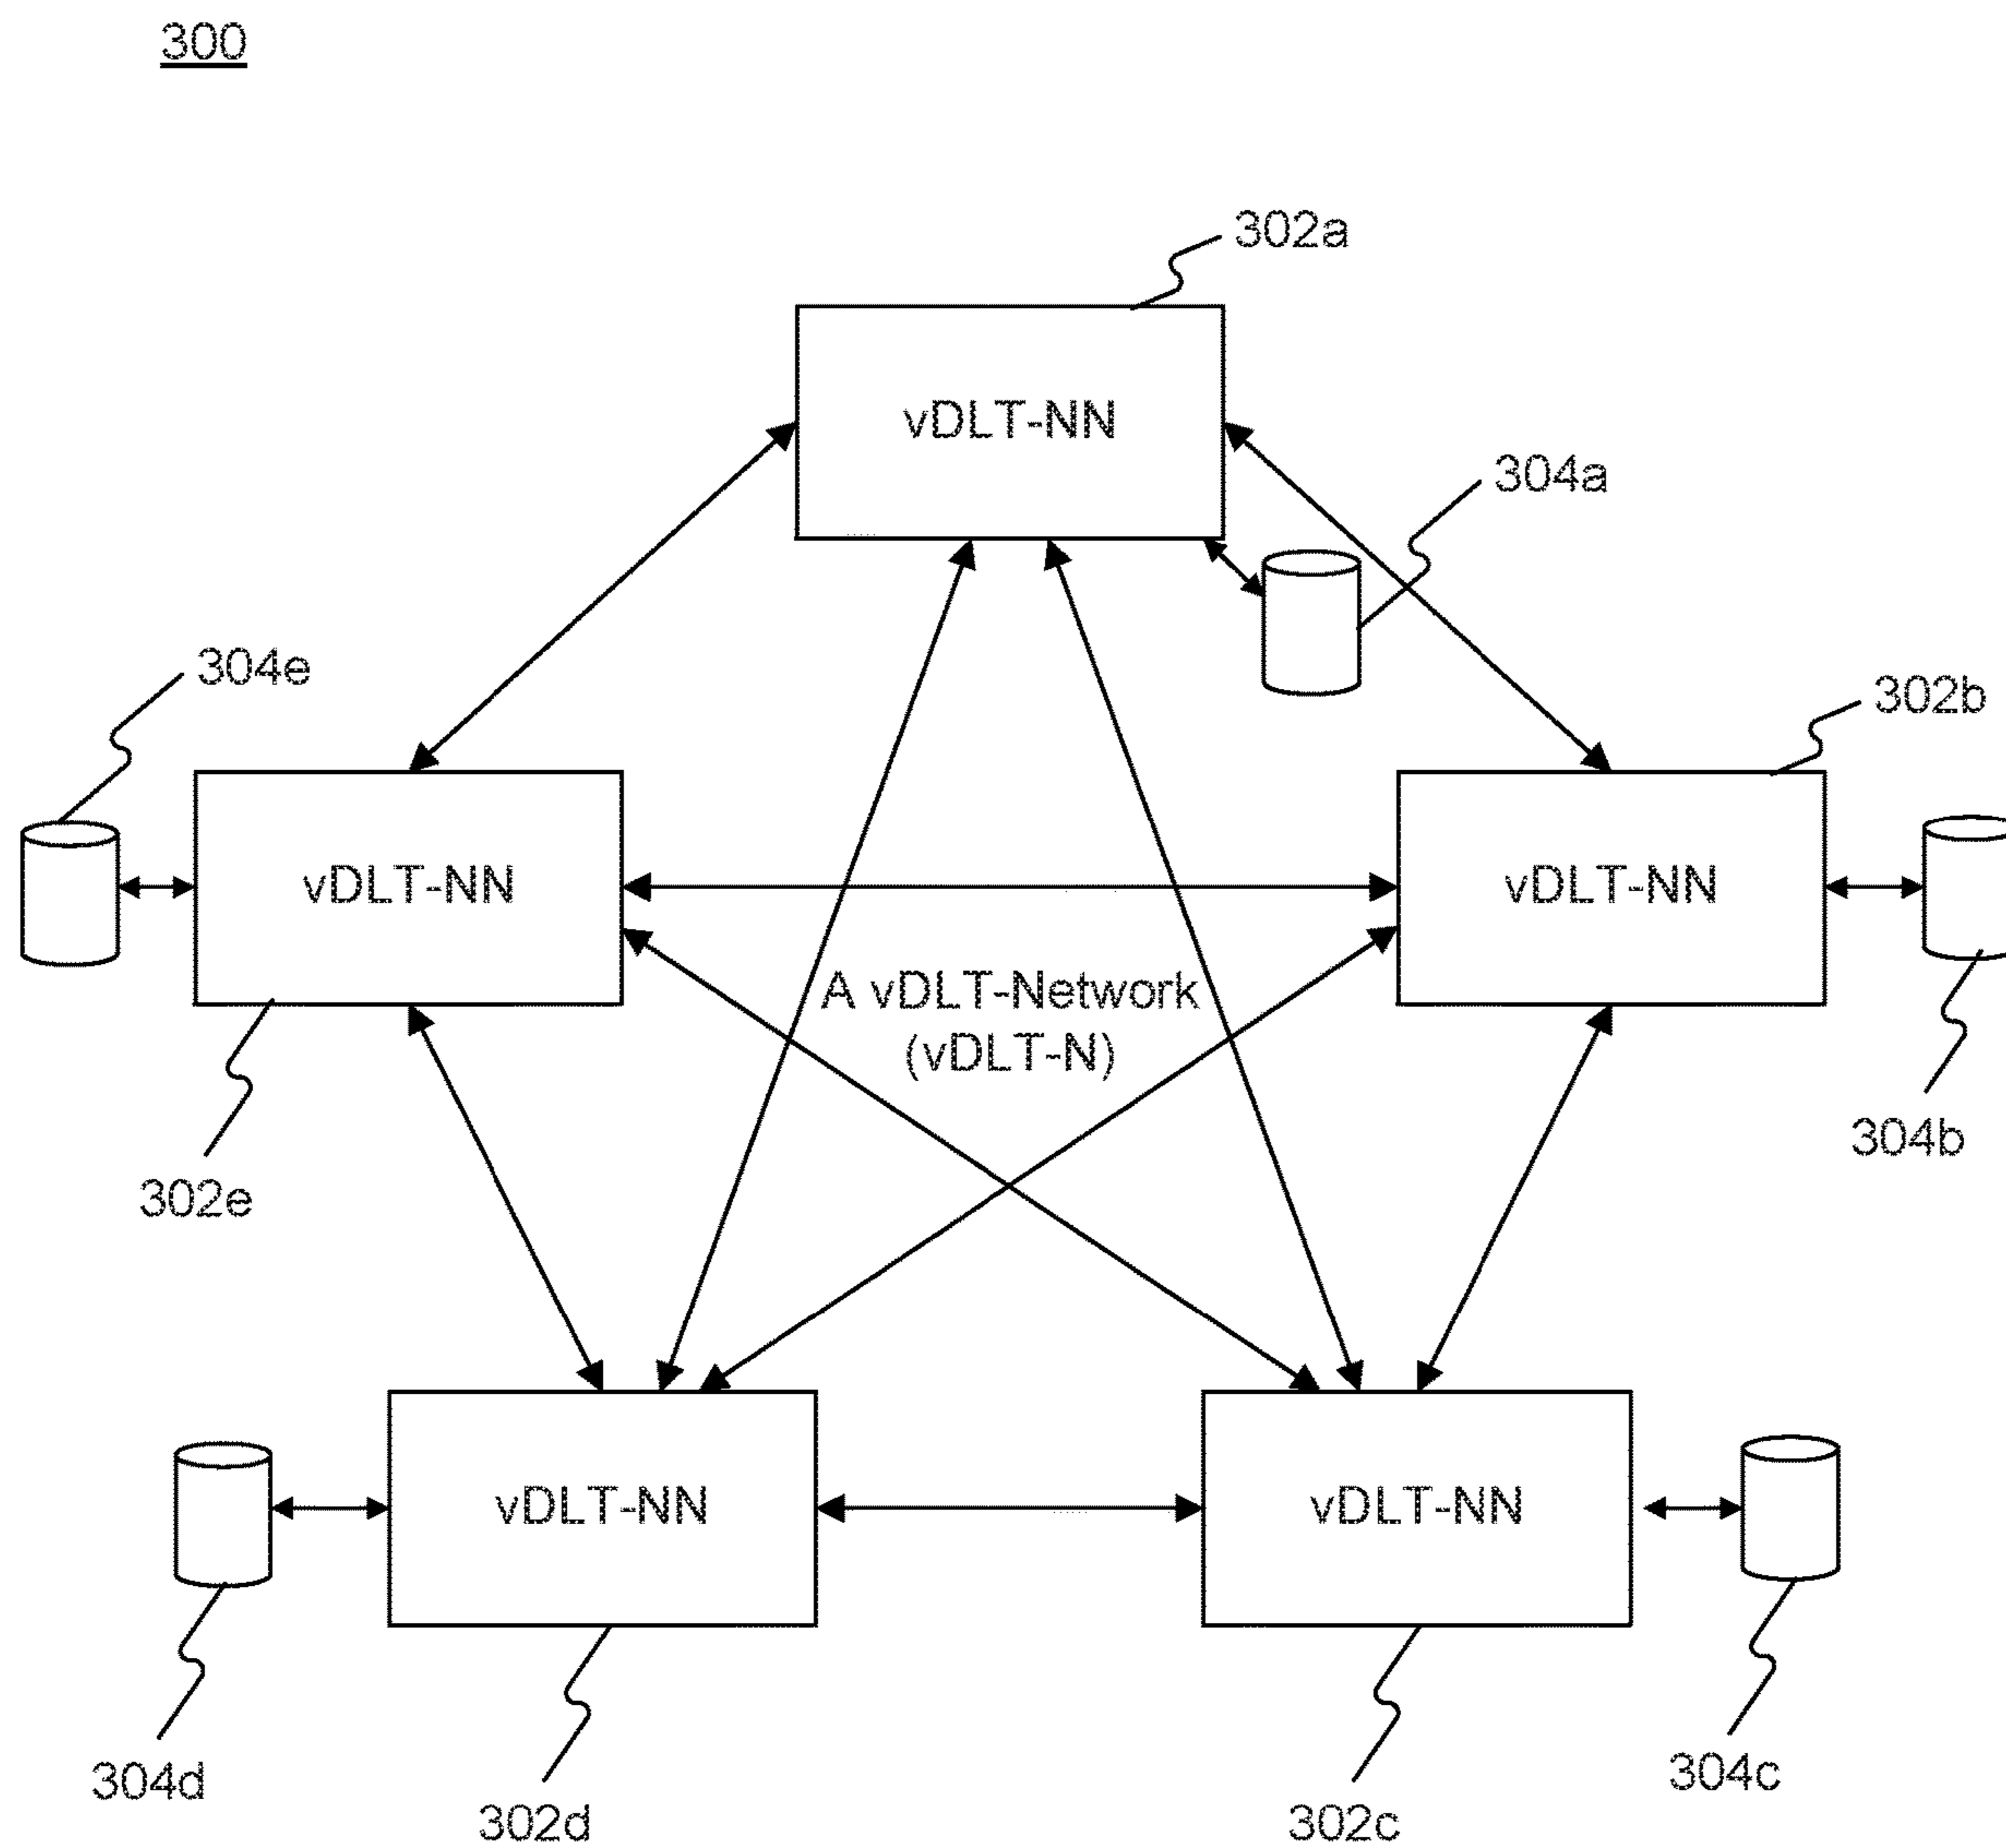 300
302a
vDLT-NN
304a
304e
302b
vDLT-NN
vDLT-NN
A vDLT-Network
(vDLT-N)
304b
302e
vDLT-NN
vDLT-NN
304d
302d
302c
304c